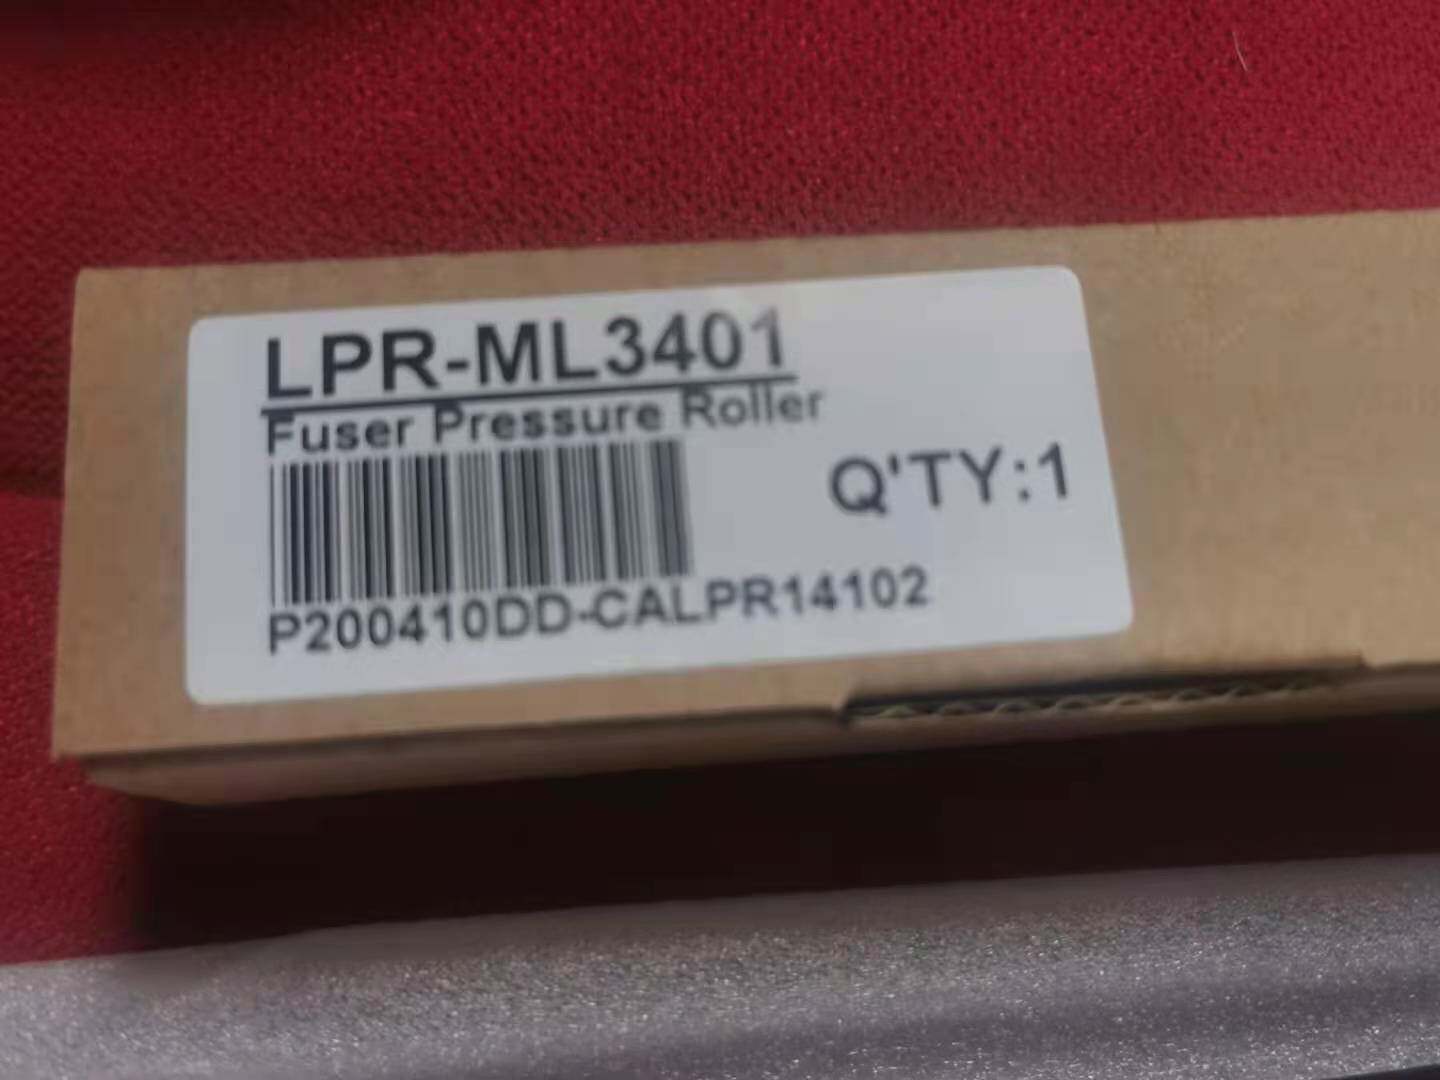 LPR-ML3401
Fuser Pressure Roller
Q'TY:1
P200410DD-CALPR14102